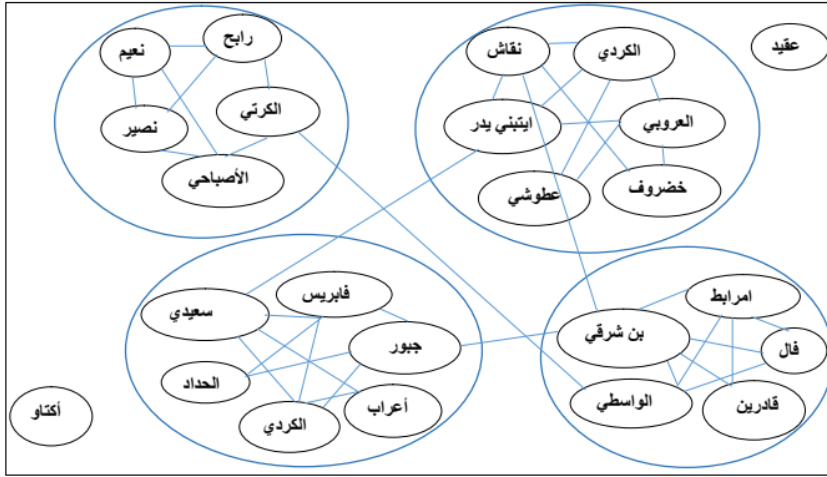 عقيد
الكردي
نقاش
العروبي
ايتبني يدر
خضروف
عطوشي
رابح
نعيم
الكرتي
نصير
الأصباحي
امرابط
بن شرقي
فال
قادرين
الواسطي
فابريس
سعيدي
جبور
الحداد
أعراب
الكردي
أكتاو